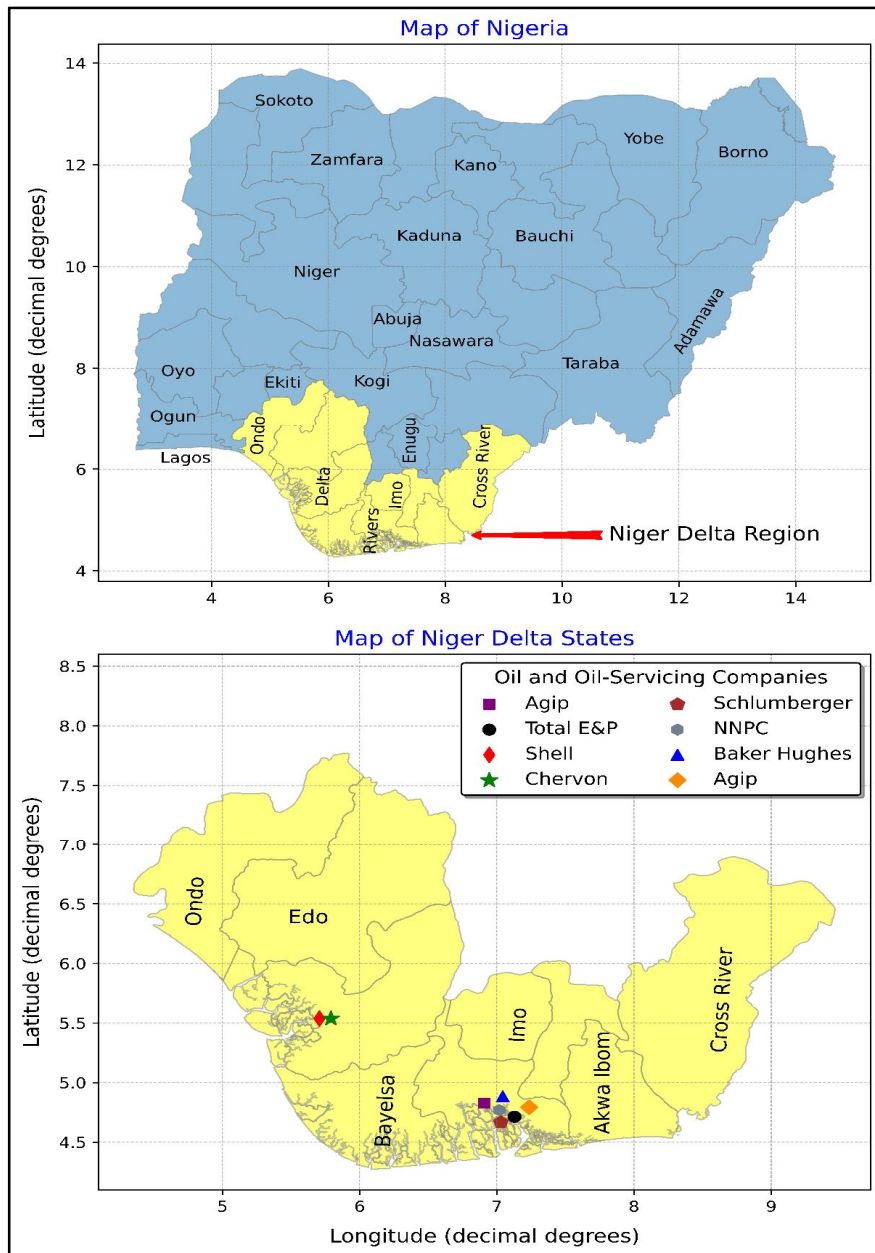 Map of Nigeria
Latitude (decimal degrees)
14
12
10
8
6
4
Sokoto
Zamfara
Kano
Yobe
Borno
Kaduna
Bauchi
Niger
Abuja
Nasawara
Adamawa
Taraba
Oyo
Ekiti
Kogi
Ogun
Lagos
Ondo
Enugu
Cross River
Delta
Imo
Rivers
Niger Delta Region
4 6 8 10 12 14
Map of Niger Delta States
Latitude (decimal degrees)
8.5
8.0
7.5
7.0
6.5
6.0
5.5
5.0
4.5
Oil and Oil-Servicing Companies
Agip
Total E&P
Shell
Chervon
Schlumberger
NNPC
Baker Hughes
Agip
Ondo
Edo
Cross River
Imo
Akwa Ibom
Bayelsa
5 6 7 8 9
Longitude (decimal degrees)